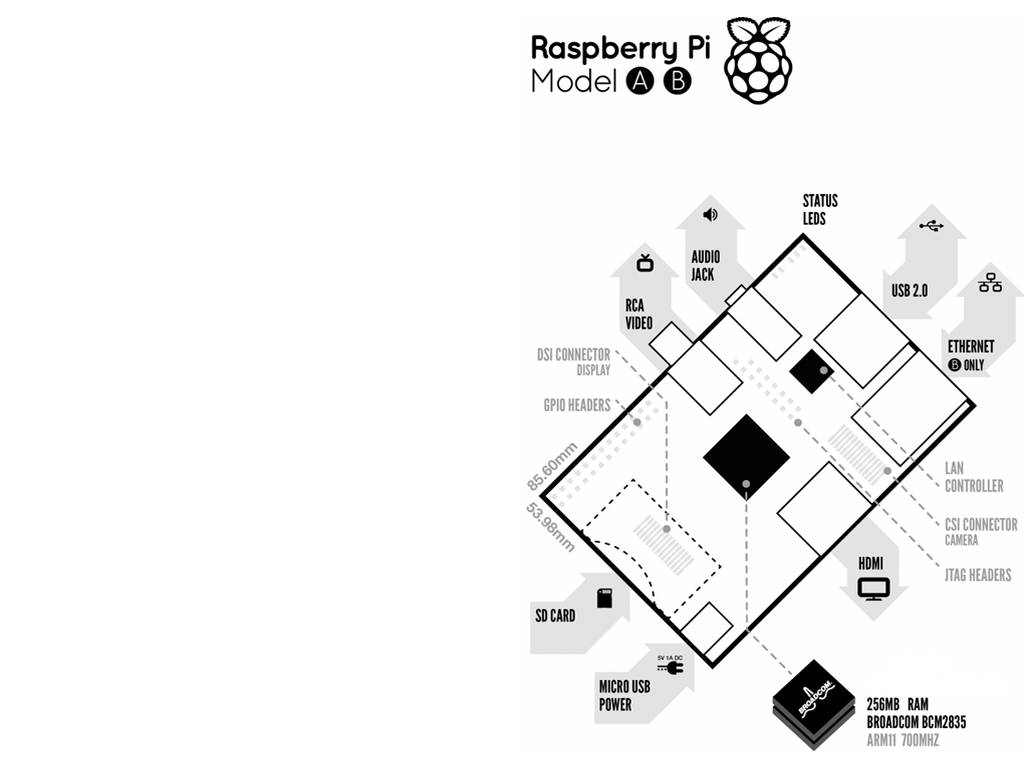 Raspberry Pi
Model A B
STATUS
LEDS
AUDIO
JACK
USB 2.0
RCA
VIDEO
ETHERNET
B ONLY
DSI CONNECTOR
DISPLAY
GPIO HEADERS
85.60mm
53.98mm
LAN
CONTROLLER
CSI CONNECTOR
CAMERA
JTAG HEADERS
HDMI
SD CARD
5V 1A DC
MICRO USB
POWER
BROADCOM
256MB RAM
BROADCOM BCM2835
ARM11 700MHZ